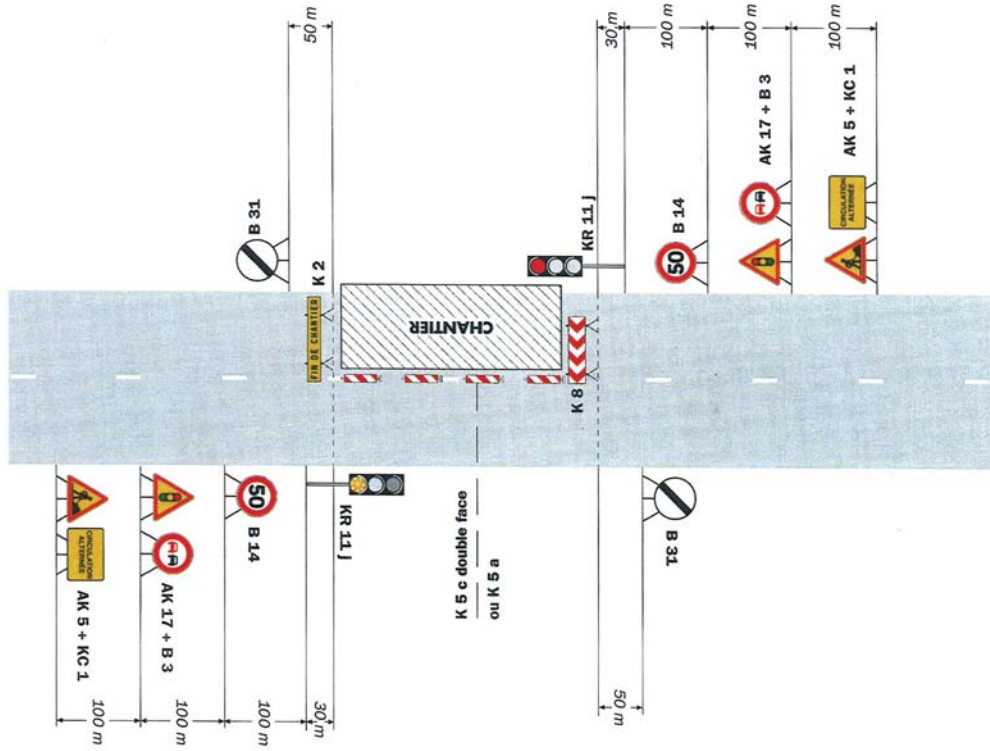 50 m
30 m
100 m
100 m
100 m
B 31
K 2
KR 11 j
B 14
50
AK 17 + B 3
AK 5 + KC 1
CIRCULATION
ALTERNÉE
FIN DE CHANTIER
CHANTIER
K 8
K 5 c double face
ou K 5 a
CIRCULATION
ALTERNÉE
AK 5 + KC 1
AK 17 + B 3
50
B 14
KR 11 j
B 31
100 m
100 m
100 m
30 m
50 m